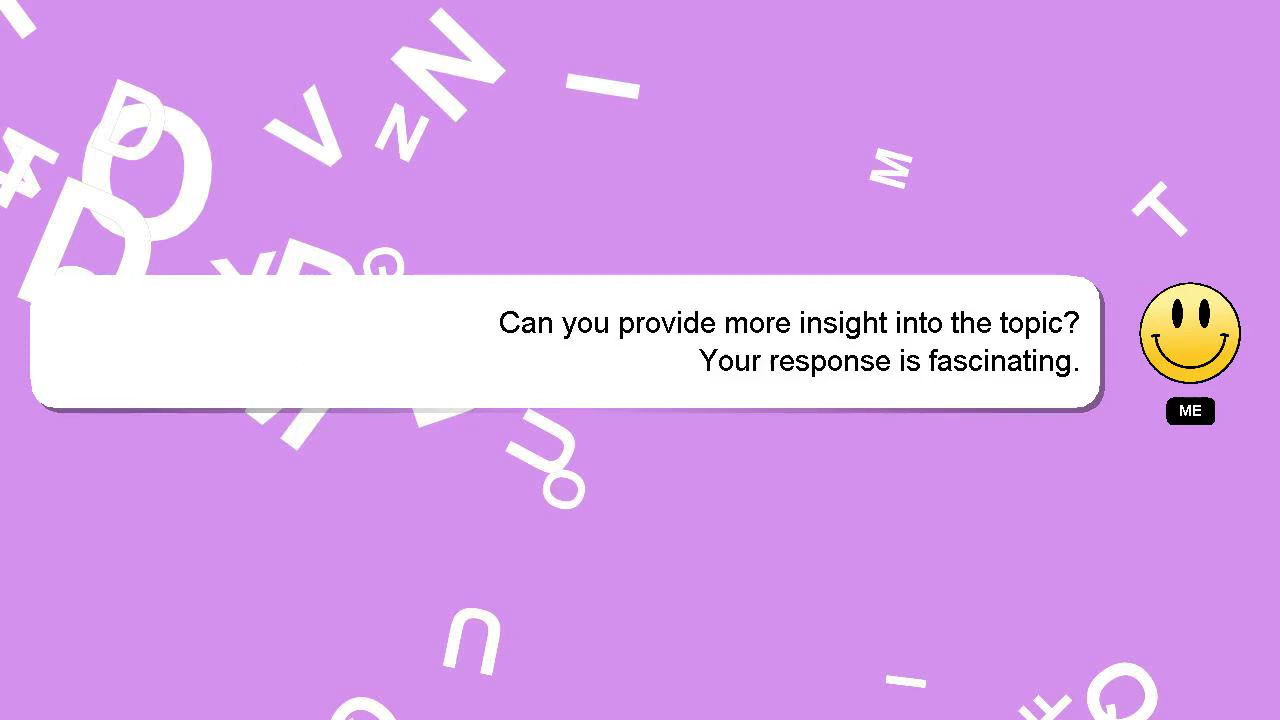 Can you provide more insight into the topic?
Your response is fascinating.
ME